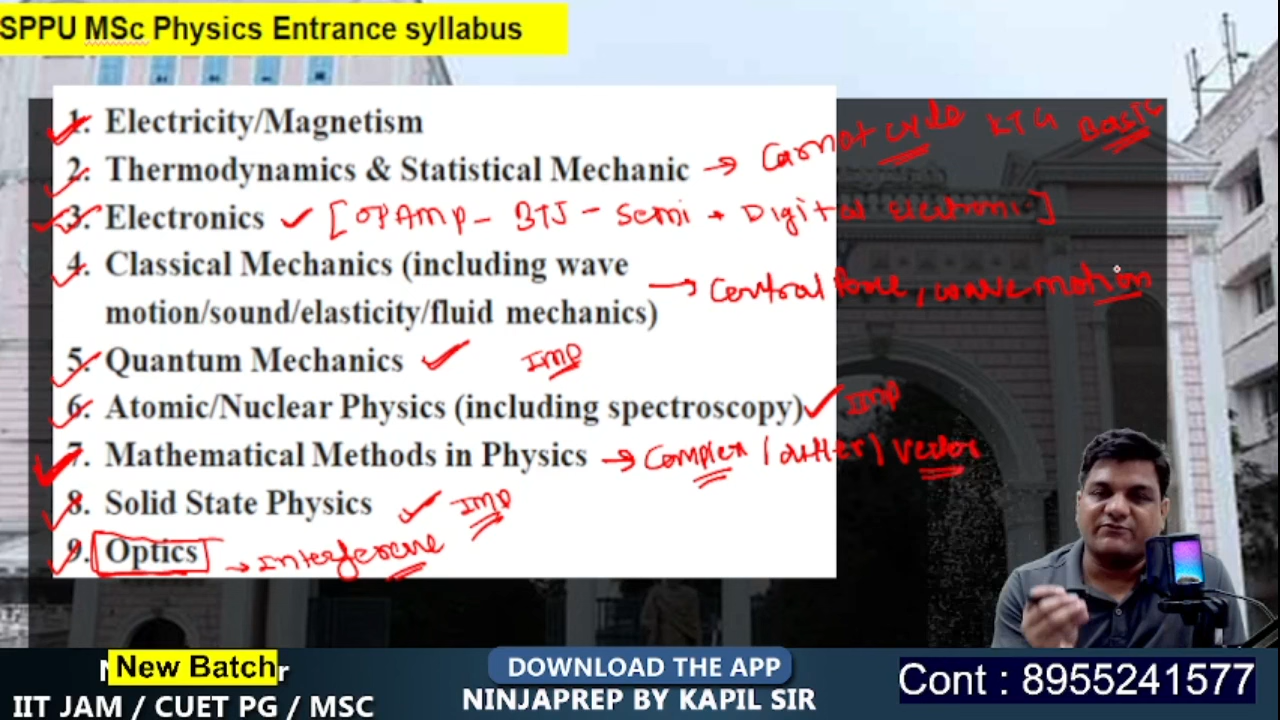 SPPU MSc Physics Entrance syllabus
1. Electricity/Magnetism
2. Thermodynamics & Statistical Mechanic → Carnot cycle KTG Basic
3. Electronics ✓ [OPAmp - BJT - Semi + Digital electronic]
4. Classical Mechanics (including wave
motion/sound/elasticity/fluid mechanics) → Central force, wave motion
5. Quantum Mechanics ✓ Imp
6. Atomic/Nuclear Physics (including spectroscopy) ✓ Imp
7. Mathematical Methods in Physics → Complex / / Vector
8. Solid State Physics ✓ Imp
9. Optics → Interference
New Batch
IIT JAM / CUET PG / MSC
DOWNLOAD THE APP
NINJAPREP BY KAPIL SIR
Cont : 8955241577